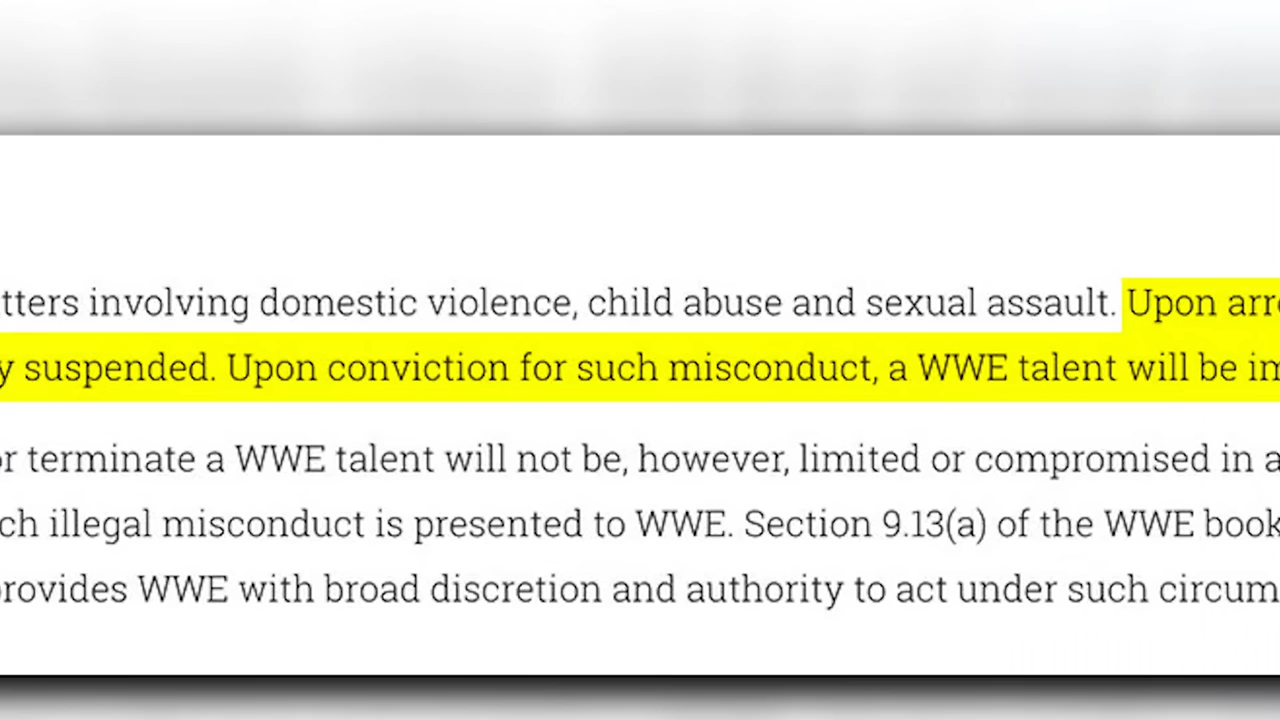 tters involving domestic violence, child abuse and sexual assault. Upon arre
y suspended. Upon conviction for such misconduct, a WWE talent will be im
or terminate a WWE talent will not be, however, limited or compromised in a
ch illegal misconduct is presented to WWE. Section 9.13(a) of the WWE book
provides WWE with broad discretion and authority to act under such circum